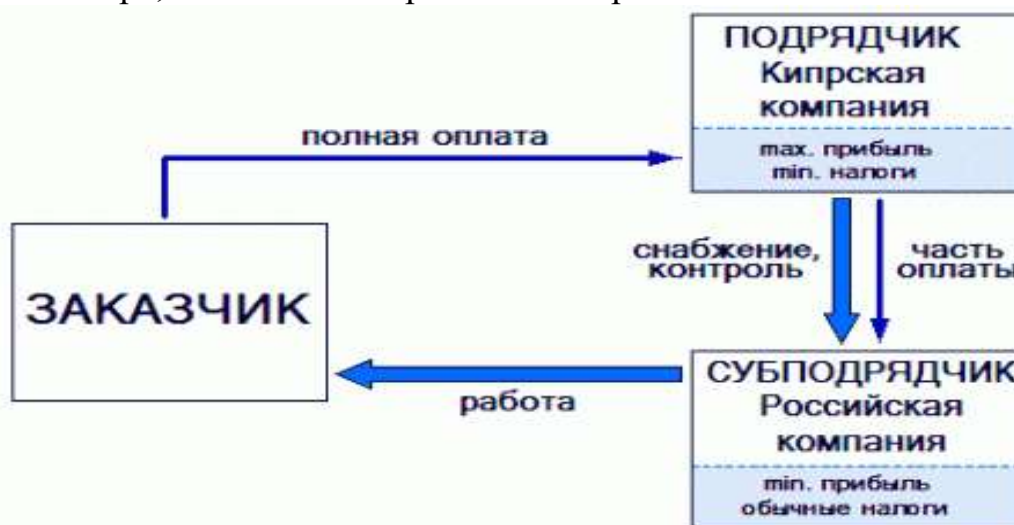 ПОДРЯДЧИК
Кипрская
компания
max. прибыль
min. налоги
полная оплата
снабжение,
контроль
часть
оплаты
ЗАКАЗЧИК
работа
СУБПОДРЯДЧИК
Российская
компания
min. прибыль
обычные налоги